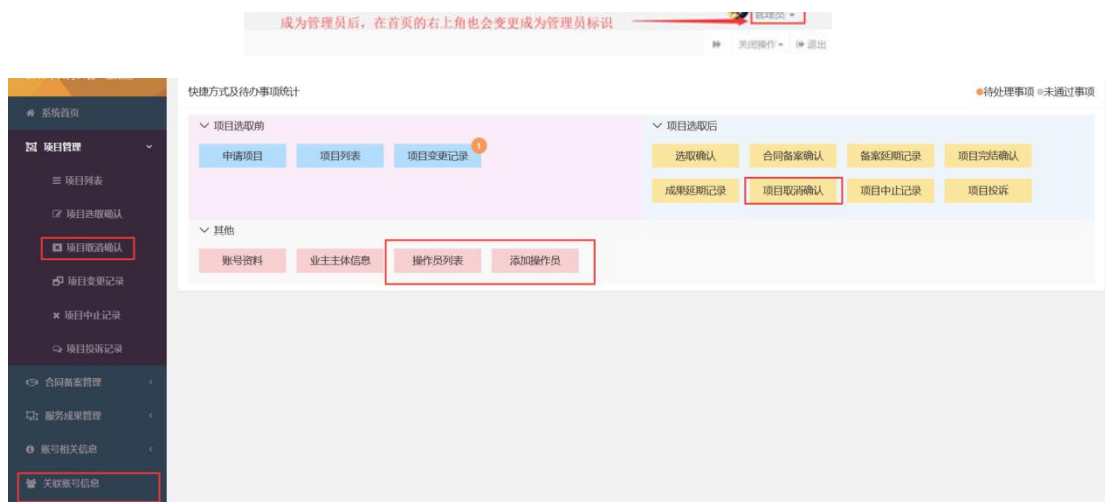 成为管理员后，在首页的右上角也会变更成为管理员标识
管理员
关闭操作 退出
快捷方式及待办事项统计
待处理事项 未通过事项
系统首页
项目管理
项目列表
项目选取确认
项目取消确认
项目变更记录
项目中止记录
项目投诉记录
合同备案管理
服务成果管理
账号相关信息
关联账号信息
项目选取前
申请项目 项目列表 项目变更记录 1
项目选取后
选取确认 合同备案确认 备案延期记录 项目完结确认
成果延期记录 项目取消确认 项目中止记录 项目投诉
其他
账号资料 业主主体信息 操作员列表 添加操作员